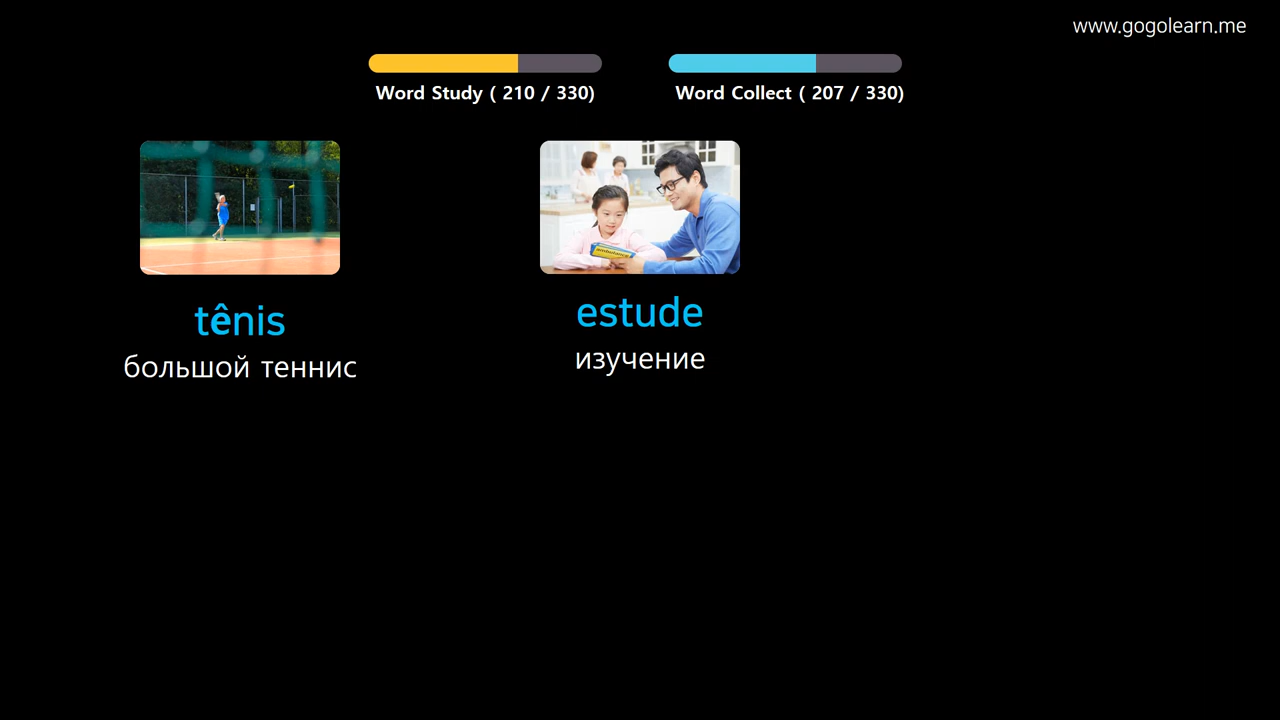 www.gogolearn.me
Word Study ( 210 / 330)
Word Collect ( 207 / 330)
tênis
большой теннис
estude
изучение